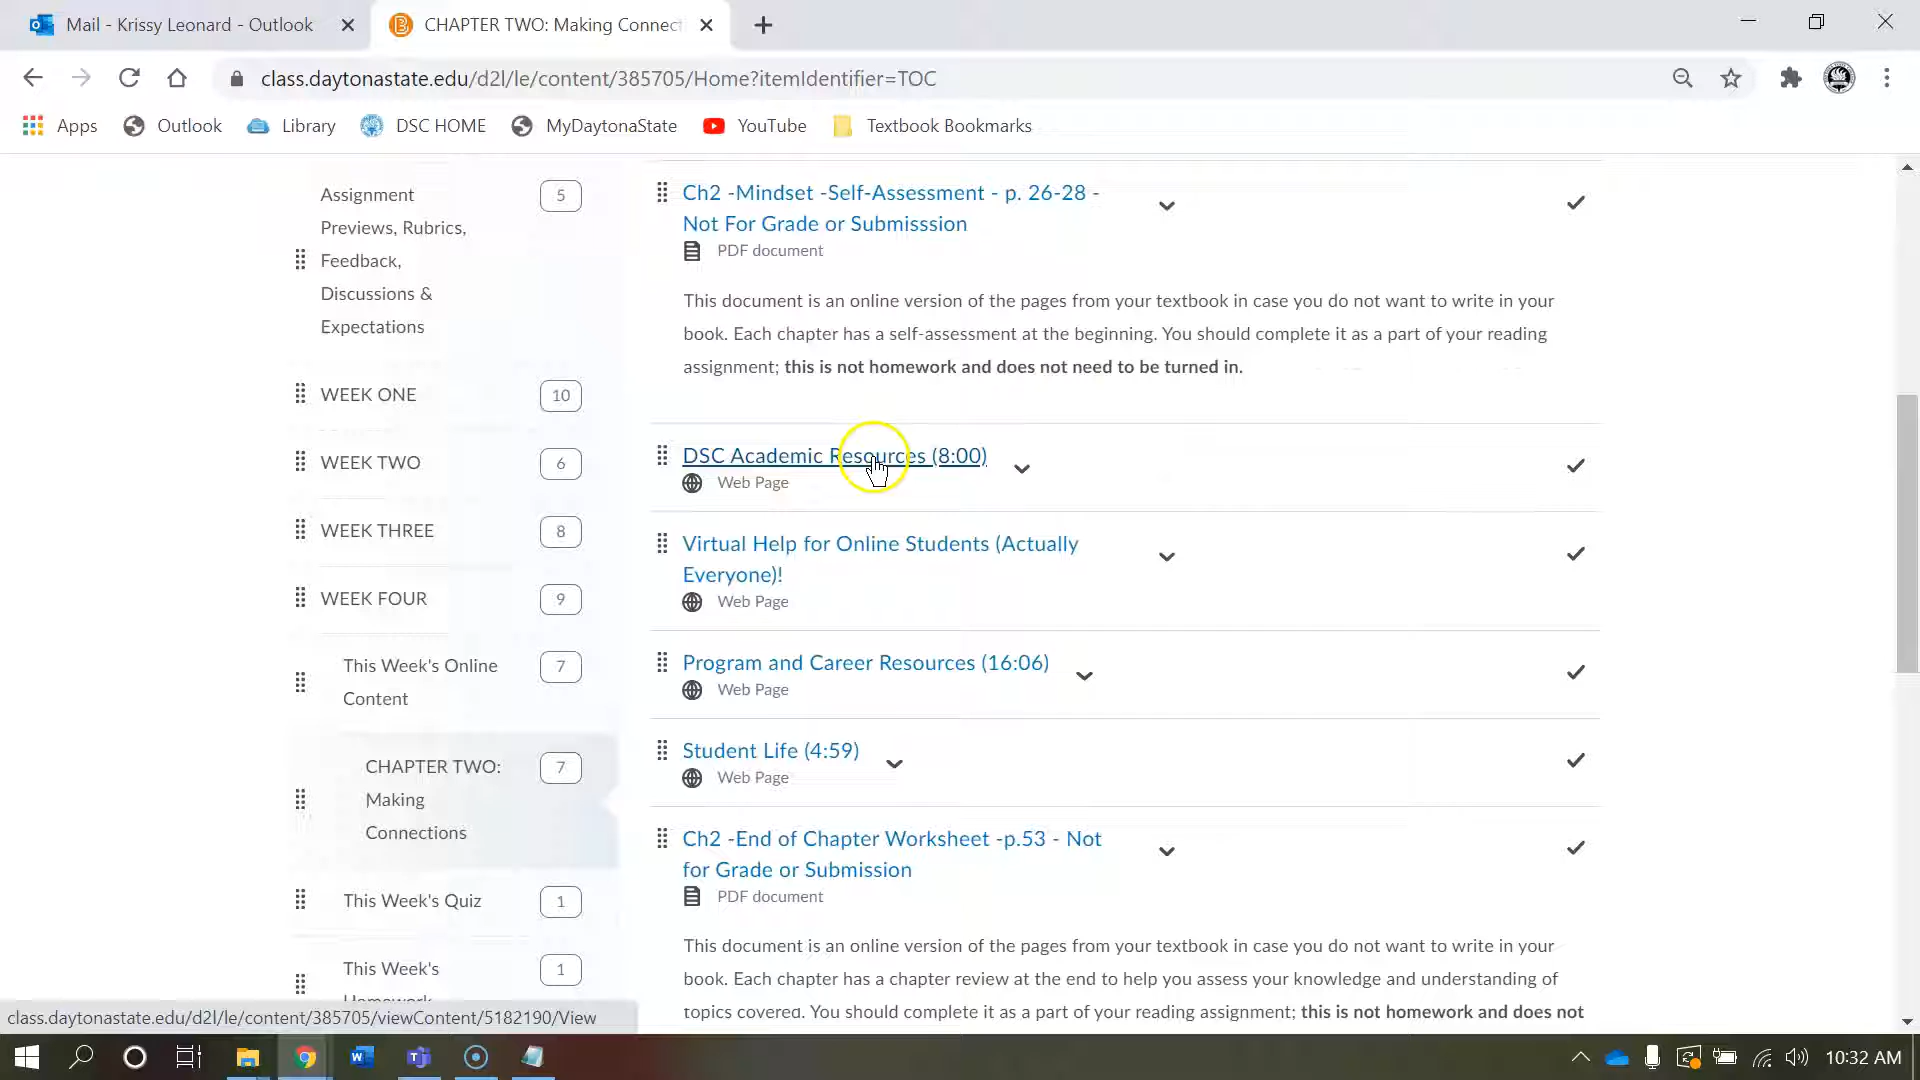 Mail - Krissy Leonard - Outlook
CHAPTER TWO: Making Connect
class.daytonastate.edu/d2l/le/content/385705/Home?itemIdentifier=TOC
Apps
Outlook
Library
DSC HOME
MyDaytonaState
YouTube
Textbook Bookmarks
Assignment
Previews, Rubrics,
Feedback,
Discussions &
Expectations
5
WEEK ONE
10
WEEK TWO
6
WEEK THREE
8
WEEK FOUR
9
This Week's Online
Content
7
CHAPTER TWO:
Making
Connections
7
This Week's Quiz
1
This Week's
Homework
1
Ch2 -Mindset -Self-Assessment - p. 26-28 -
Not For Grade or Submisssion
PDF document
This document is an online version of the pages from your textbook in case you do not want to write in your
book. Each chapter has a self-assessment at the beginning. You should complete it as a part of your reading
assignment; this is not homework and does not need to be turned in.
DSC Academic Resources (8:00)
Web Page
Virtual Help for Online Students (Actually
Everyone)!
Web Page
Program and Career Resources (16:06)
Web Page
Student Life (4:59)
Web Page
Ch2 -End of Chapter Worksheet -p.53 - Not
for Grade or Submission
PDF document
This document is an online version of the pages from your textbook in case you do not want to write in your
book. Each chapter has a chapter review at the end to help you assess your knowledge and understanding of
topics covered. You should complete it as a part of your reading assignment; this is not homework and does not
class.daytonastate.edu/d2l/le/content/385705/viewContent/5182190/View
10:32 AM